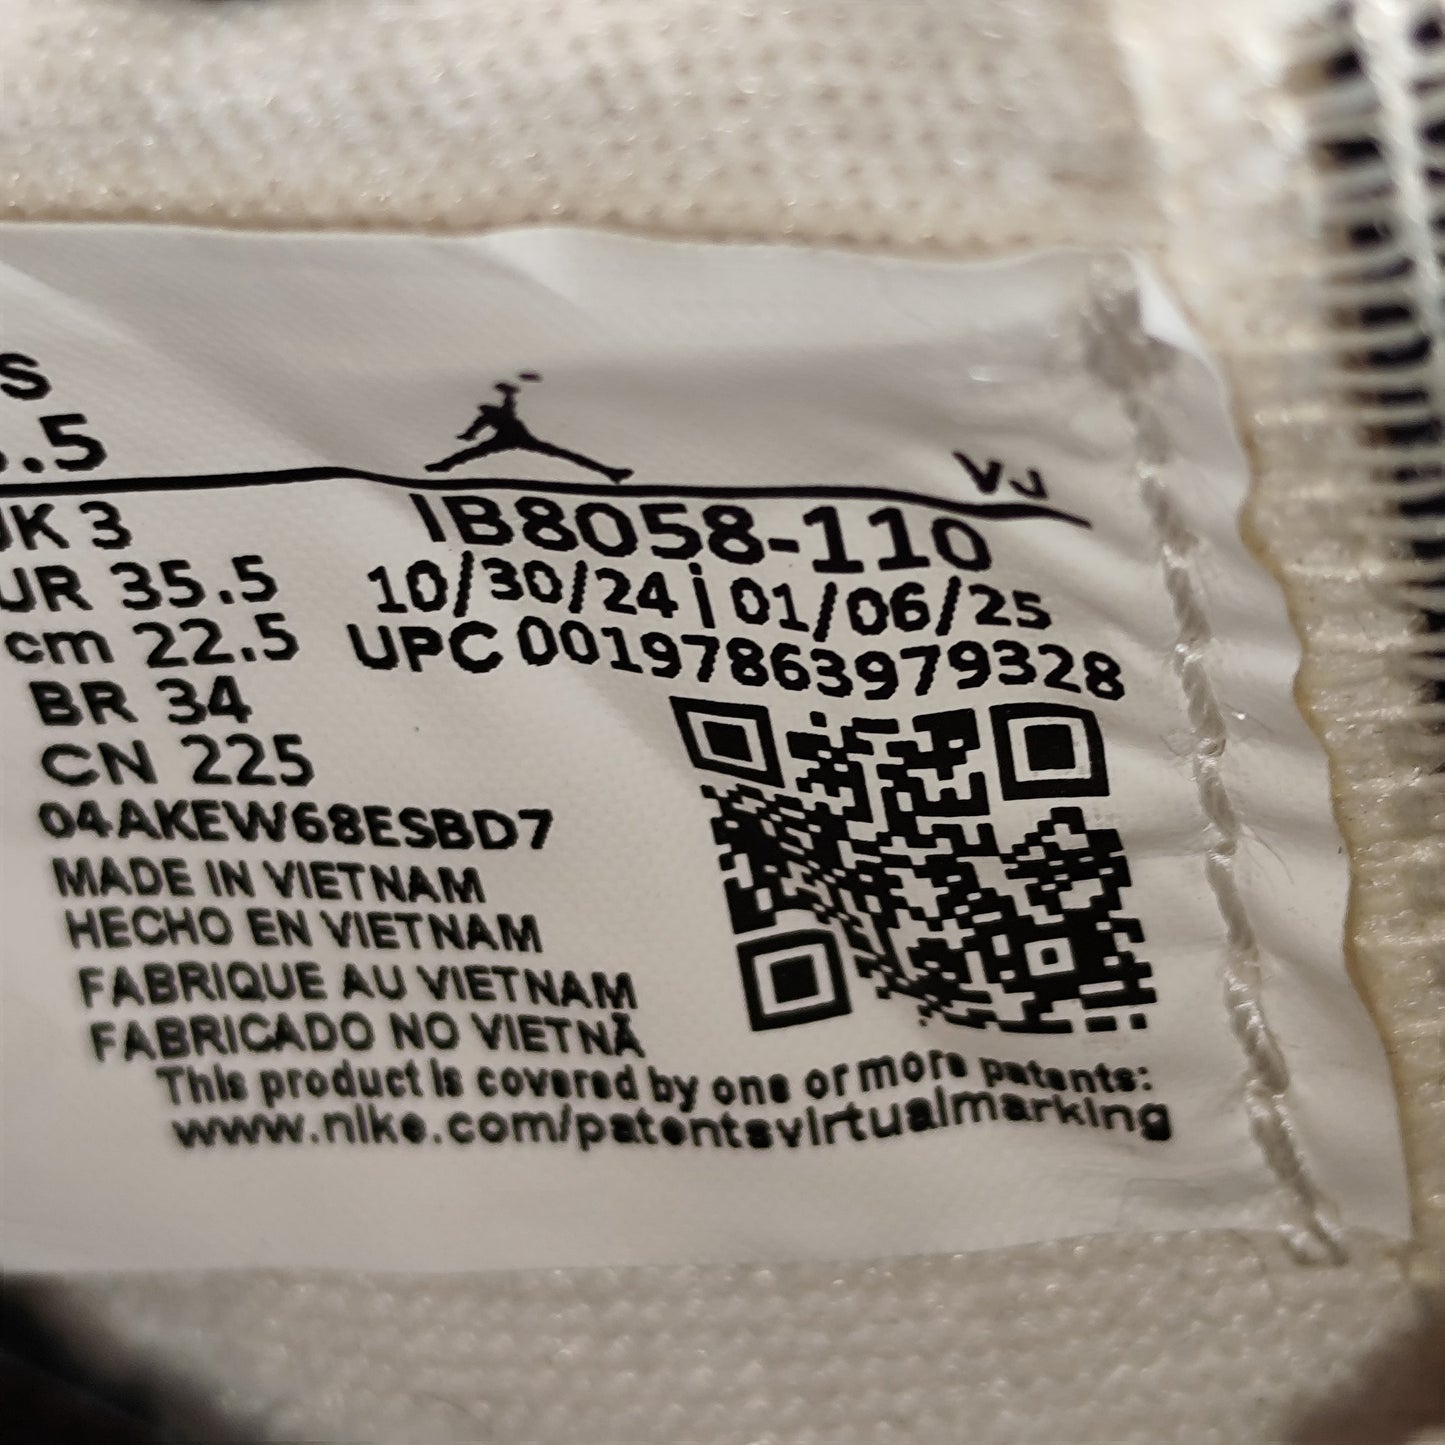 S
.5
VJ
UK 3
IB8058-110
UR 35.5
10/30/24 ¡ 01/06/25
cm 22.5
UPC 00197863979328
BR 34
CN 225
04AKEW68ESBD7
MADE IN VIETNAM
HECHO EN VIETNAM
FABRIQUE AU VIETNAM
FABRICADO NO VIETNÃ
This product is covered by one or more patents:
www.nike.com/patentsvirtualmarking